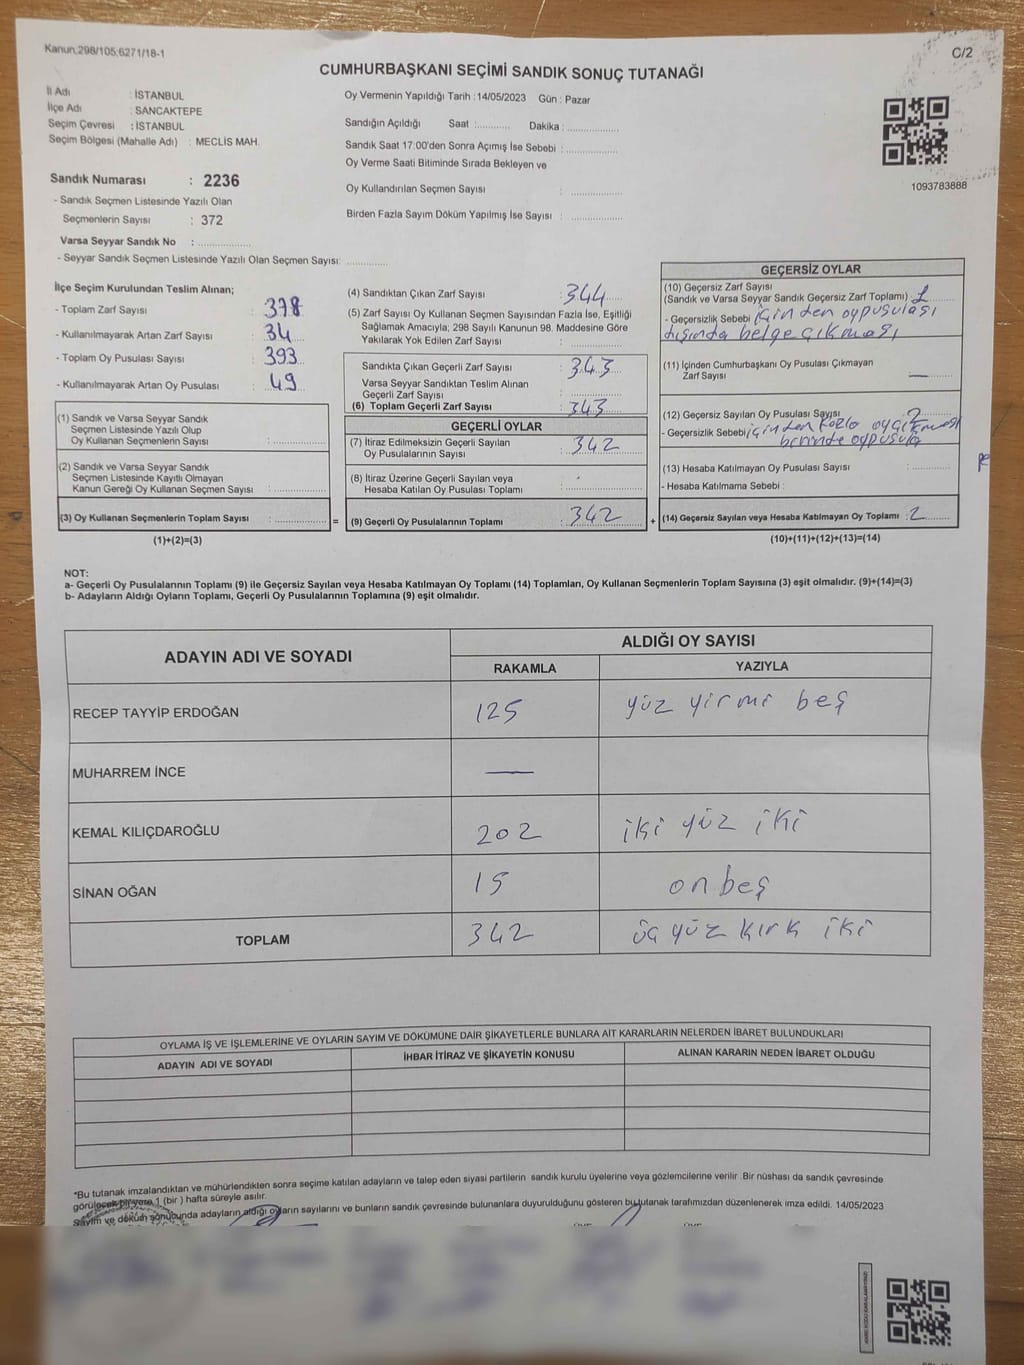 Kanun;298/105;6271/18-1
C/2
CUMHURBAŞKANI SEÇİMİ SANDIK SONUÇ TUTANAĞI
İl Adı : İSTANBUL
İlçe Adı : SANCAKTEPE
Seçim Çevresi : İSTANBUL
Seçim Bölgesi (Mahalle Adı) : MECLİS MAH.
Sandık Numarası : 2236
- Sandık Seçmen Listesinde Yazılı Olan
Seçmenlerin Sayısı : 372
Varsa Seyyar Sandık No :
- Seyyar Sandık Seçmen Listesinde Yazılı Olan Seçmen Sayısı:
Oy Vermenin Yapıldığı Tarih : 14/05/2023 Gün : Pazar
Sandığın Açıldığı Saat : Dakika :
Sandık Saat 17:00'den Sonra Açımış İse Sebebi :
Oy Verme Saati Bitiminde Sırada Bekleyen ve
Oy Kullandırılan Seçmen Sayısı :
Birden Fazla Sayım Döküm Yapılmış İse Sayısı :
1093783888
İlçe Seçim Kurulundan Teslim Alınan;
- Toplam Zarf Sayısı : 378
- Kullanılmayarak Artan Zarf Sayısı : 34
- Toplam Oy Pusulası Sayısı : 393
- Kullanılmayarak Artan Oy Pusulası : 49
(1) Sandık ve Varsa Seyyar Sandık
Seçmen Listesinde Yazılı Olup
Oy Kullanan Seçmenlerin Sayısı :
(2) Sandık ve Varsa Seyyar Sandık
Seçmen Listesinde Kayıtlı Olmayan
Kanun Gereği Oy Kullanan Seçmen Sayısı :
(3) Oy Kullanan Seçmenlerin Toplam Sayısı : =
(1)+(2)=(3)
(4) Sandıktan Çıkan Zarf Sayısı : 344
(5) Zarf Sayısı Oy Kullanan Seçmen Sayısından Fazla İse, Eşitliği
Sağlamak Amacıyla; 298 Sayılı Kanunun 98. Maddesine Göre
Yakılarak Yok Edilen Zarf Sayısı :
Sandıkta Çıkan Geçerli Zarf Sayısı : 343
Varsa Seyyar Sandıktan Teslim Alınan
Geçerli Zarf Sayısı :
(6) Toplam Geçerli Zarf Sayısı : 343
GEÇERLİ OYLAR
(7) İtiraz Edilmeksizin Geçerli Sayılan
Oy Pusulalarının Sayısı : 342
(8) İtiraz Üzerine Geçerli Sayılan veya
Hesaba Katılan Oy Pusulası Toplamı :
(9) Geçerli Oy Pusulalarının Toplamı : 342 +
GEÇERSİZ OYLAR
(10) Geçersiz Zarf Sayısı
(Sandık ve Varsa Seyyar Sandık Geçersiz Zarf Toplamı) : 1
- Geçersizlik Sebebi : içinden oypusulası
dışında belge çıkması
(11) İçinden Cumhurbaşkanı Oy Pusulası Çıkmayan
Zarf Sayısı : —
(12) Geçersiz Sayılan Oy Pusulası Sayısı : 2
- Geçersizlik Sebebi içinden fazla oy çıkması
birinde oypusula
(13) Hesaba Katılmayan Oy Pusulası Sayısı :
- Hesaba Katılmama Sebebi :
(14) Geçersiz Sayılan veya Hesaba Katılmayan Oy Toplamı : 2
(10)+(11)+(12)+(13)=(14)
NOT:
a- Geçerli Oy Pusulalarının Toplamı (9) ile Geçersiz Sayılan veya Hesaba Katılmayan Oy Toplamı (14) Toplamları, Oy Kullanan Seçmenlerin Toplam Sayısına (3) eşit olmalıdır. (9)+(14)=(3)
b- Adayların Aldığı Oyların Toplamı, Geçerli Oy Pusulalarının Toplamına (9) eşit olmalıdır.
ADAYIN ADI VE SOYADI
ALDIĞI OY SAYISI
RAKAMLA YAZIYLA
RECEP TAYYİP ERDOĞAN 125 yüz yirmi beş
MUHARREM İNCE —
KEMAL KILIÇDAROĞLU 202 iki yüz iki
SİNAN OĞAN 15 on beş
TOPLAM 342 üç yüz kırk iki
OYLAMA İŞ VE İŞLEMLERİNE VE OYLARIN SAYIM VE DÖKÜMÜNE DAİR ŞİKAYETLERLE BUNLARA AİT KARARLARIN NELERDEN İBARET BULUNDUKLARI
ADAYIN ADI VE SOYADI İHBAR İTİRAZ VE ŞİKAYETİN KONUSU ALINAN KARARIN NEDEN İBARET OLDUĞU
*Bu tutanak imzalandıktan ve mühürlendikten sonra seçime katılan adayların ve talep eden siyasi partilerin sandık kurulu üyelerine veya gözlemcilerine verilir. Bir nüshası da sandık çevresinde
görülecek bir yere 1 (bir) hafta süreyle asılır.
Sayım ve döküm sonucunda adayların aldığı oyların sayılarını ve bunların sandık çevresinde bulunanlara duyurulduğunu gösteren bu tutanak tarafımızdan düzenlenerek imza edildi. 14/05/2023